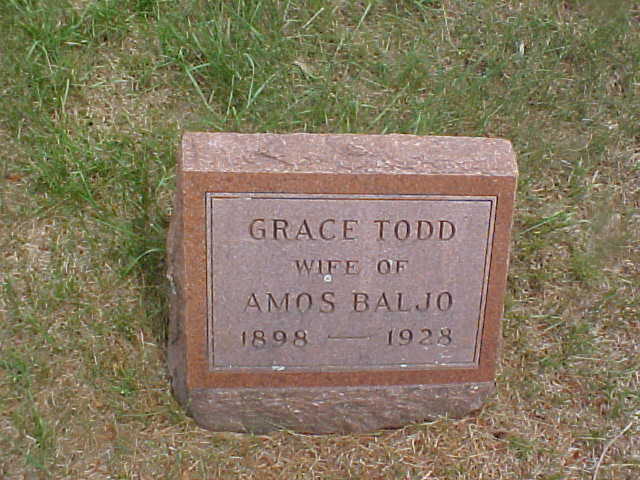 GRACE TODD
WIFE OF
AMOS BALJO
1898 — 1928